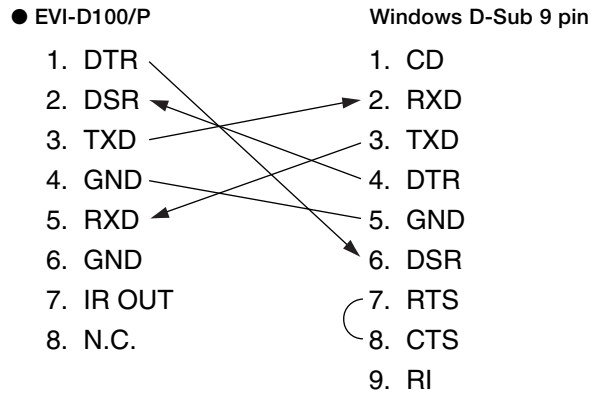 ● EVI-D100/P
1. DTR
2. DSR
3. TXD
4. GND
5. RXD
6. GND
7. IR OUT
8. N.C.
Windows D-Sub 9 pin
1. CD
2. RXD
3. TXD
4. DTR
5. GND
6. DSR
7. RTS
8. CTS
9. RI